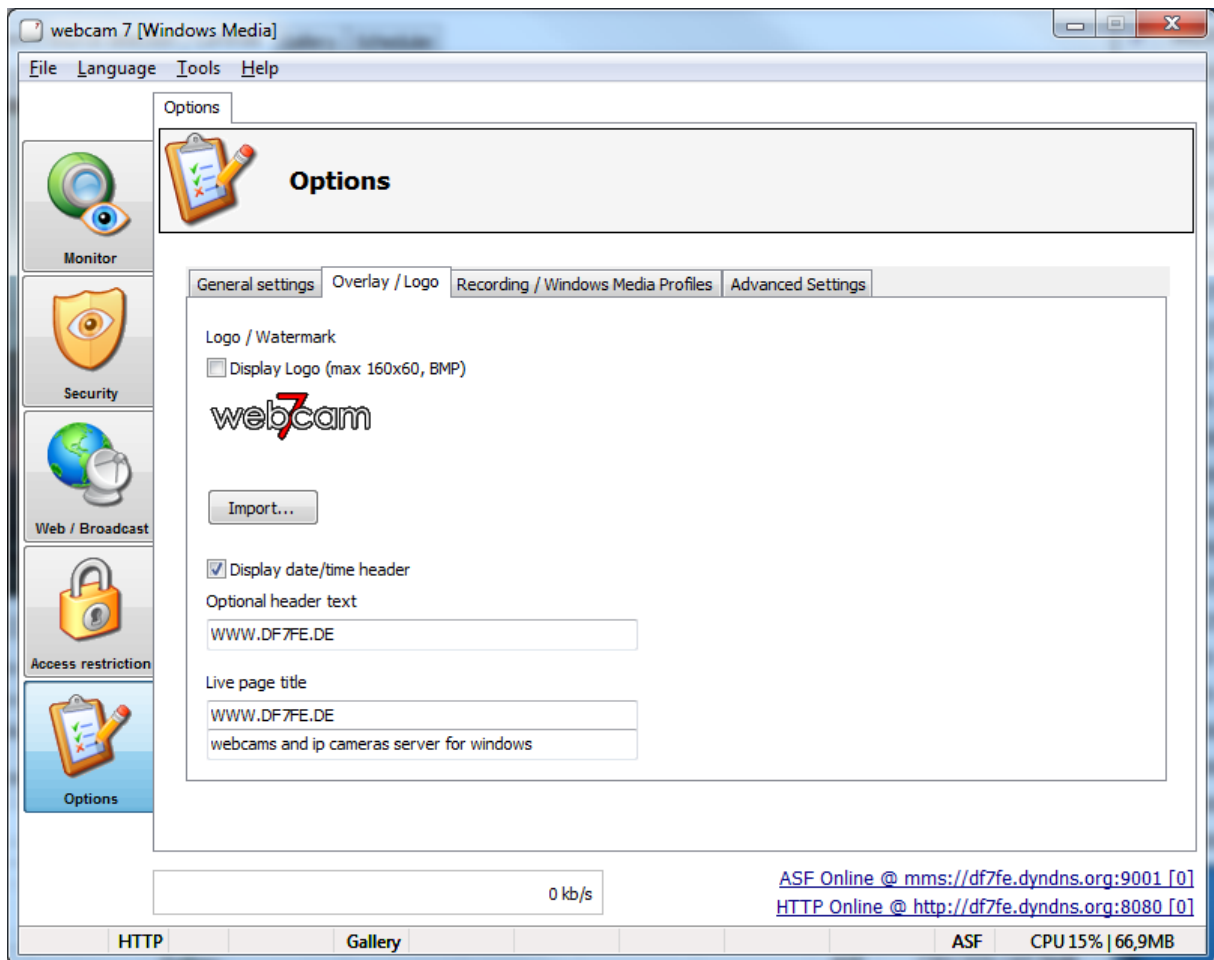 webcam 7 [Windows Media]
File Language Tools Help
Options
Options
Monitor
Security
Web / Broadcast
Access restriction
Options
General settings Overlay / Logo Recording / Windows Media Profiles Advanced Settings
Logo / Watermark
Display Logo (max 160x60, BMP)
web7cam
Import...
Display date/time header
Optional header text
WWW.DF7FE.DE
Live page title
WWW.DF7FE.DE
webcams and ip cameras server for windows
0 kb/s
ASF Online @ mms://df7fe.dyndns.org:9001 [0]
HTTP Online @ http://df7fe.dyndns.org:8080 [0]
HTTP Gallery ASF CPU 15% | 66,9MB